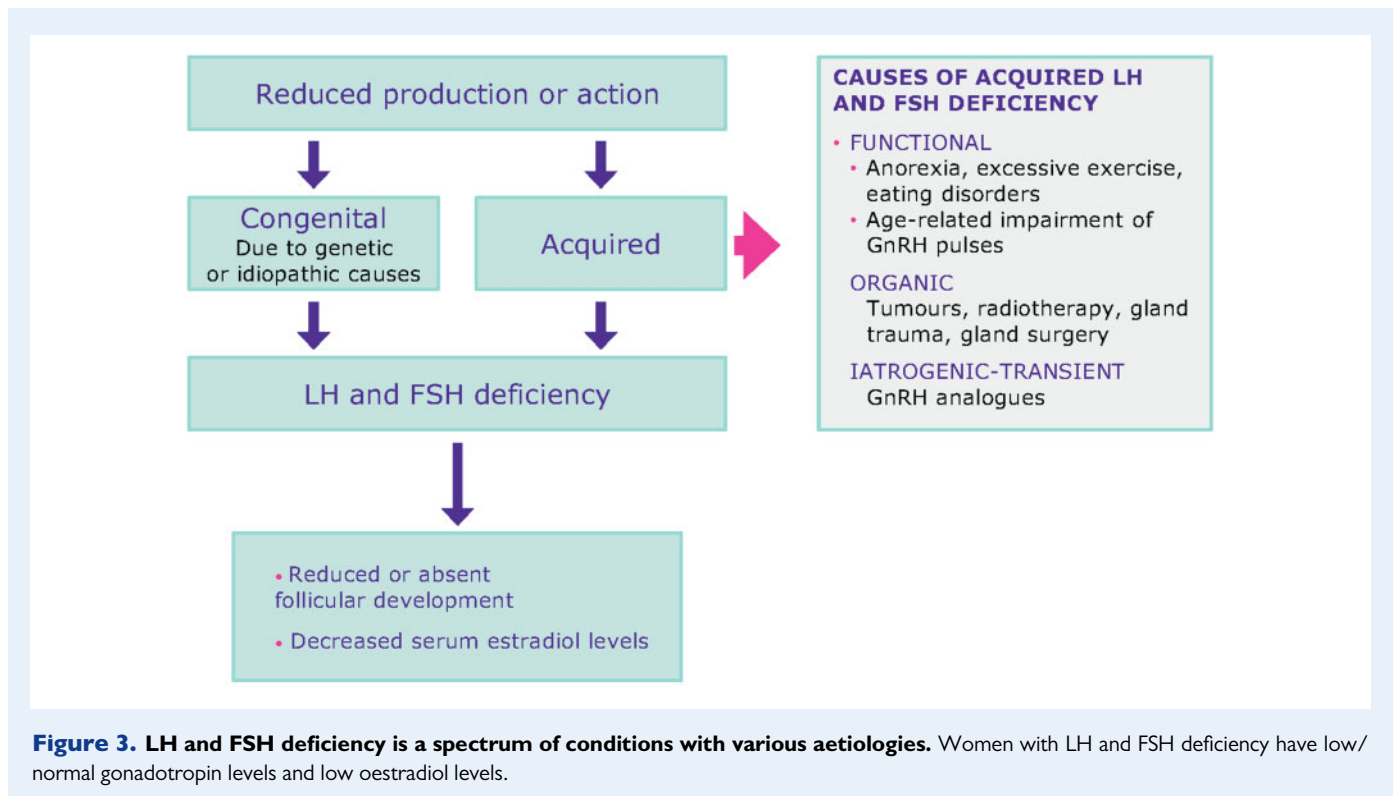 Reduced production or action
Congenital
Due to genetic
or idiopathic causes
Acquired
LH and FSH deficiency
• Reduced or absent
follicular development
• Decreased serum estradiol levels
CAUSES OF ACQUIRED LH
AND FSH DEFICIENCY
• FUNCTIONAL
• Anorexia, excessive exercise,
eating disorders
• Age-related impairment of
GnRH pulses
ORGANIC
Tumours, radiotherapy, gland
trauma, gland surgery
IATROGENIC-TRANSIENT
GnRH analogues
Figure 3. LH and FSH deficiency is a spectrum of conditions with various aetiologies. Women with LH and FSH deficiency have low/
normal gonadotropin levels and low oestradiol levels.